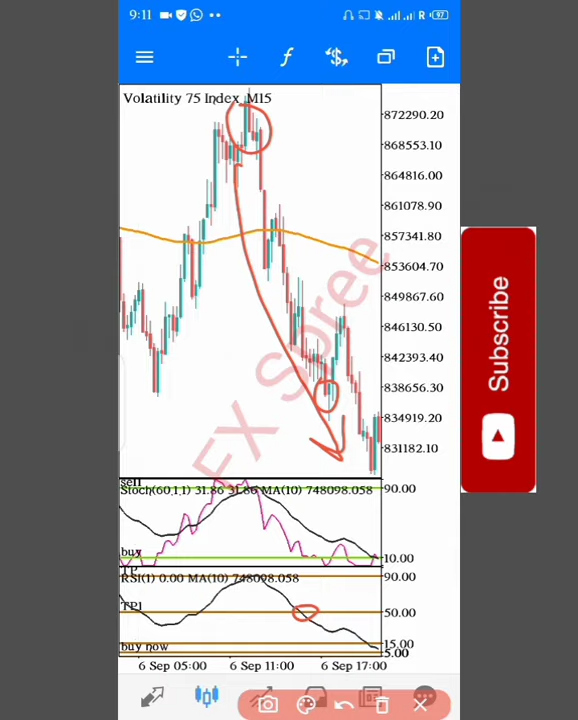 9:11
R 97
Volatility 75 Index M15
872290.20
868553.10
864816.00
861078.90
857341.80
853604.70
849867.60
846130.50
842393.40
838656.30
834919.20
831182.10
FX Spree
Subscribe
sell
90.00
Stoch(60,1,1) 31.86 31.86 MA(10) 748098.058
buy
10.00
TP
90.00
RSI(1) 0.00 MA(10) 748098.058
TP1
50.00
15.00
buy now
5.00
6 Sep 05:00
6 Sep 11:00
6 Sep 17:00